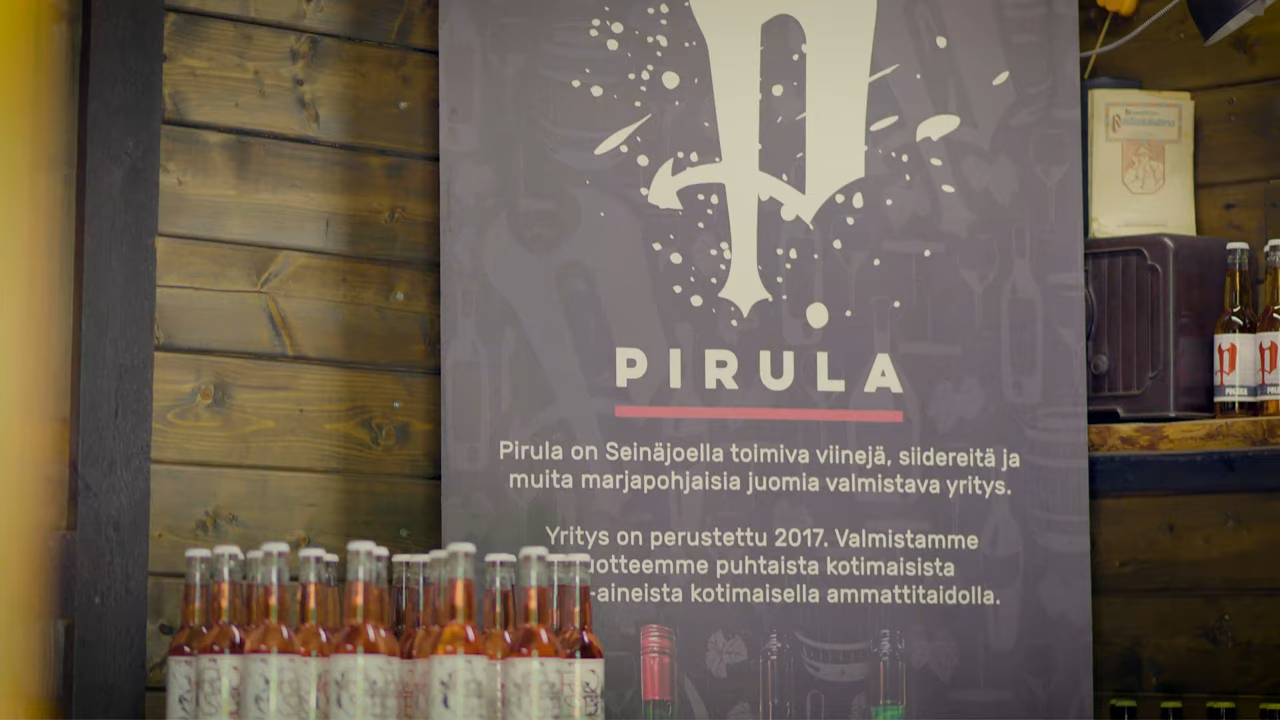 PIRULA
Pirula on Seinäjoella toimiva viinejä, siidereitä ja
muita marjapohjaisia juomia valmistava yritys.
Yritys on perustettu 2017. Valmistamme
puhtaista kotimaisista
-aineista kotimaisella ammattitaidolla.